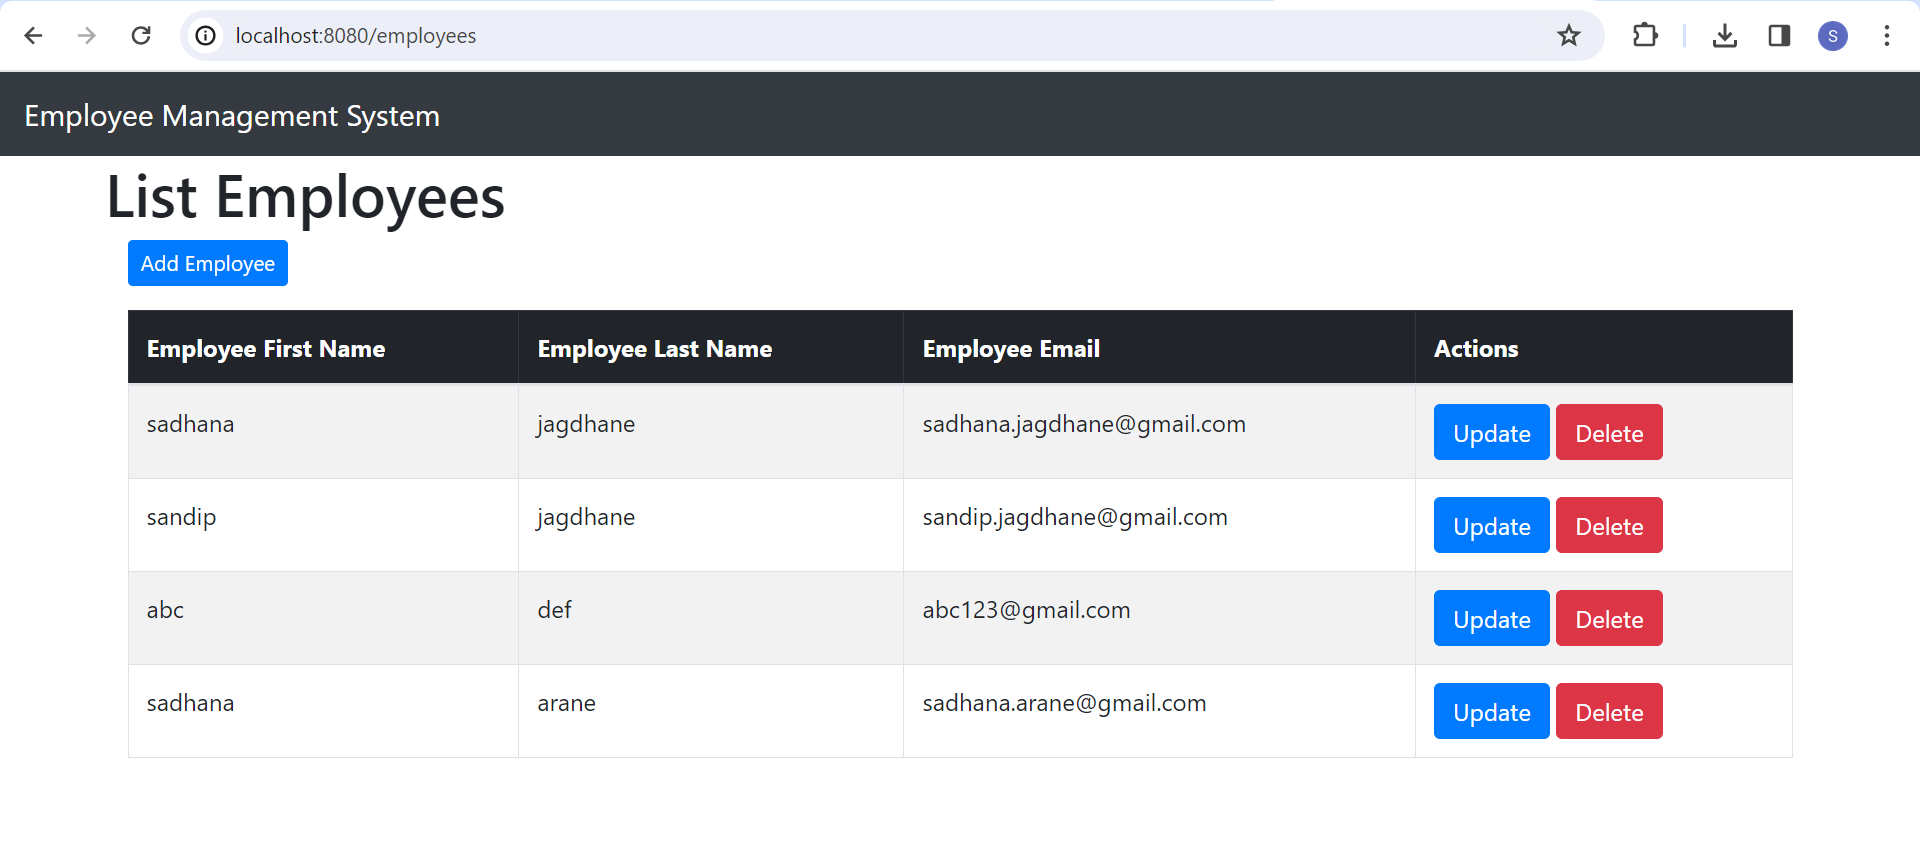 localhost:8080/employees
S
Employee Management System
List Employees
Add Employee
Employee First Name Employee Last Name Employee Email Actions
sadhana jagdhane sadhana.jagdhane@gmail.com Update Delete
sandip jagdhane sandip.jagdhane@gmail.com Update Delete
abc def abc123@gmail.com Update Delete
sadhana arane sadhana.arane@gmail.com Update Delete